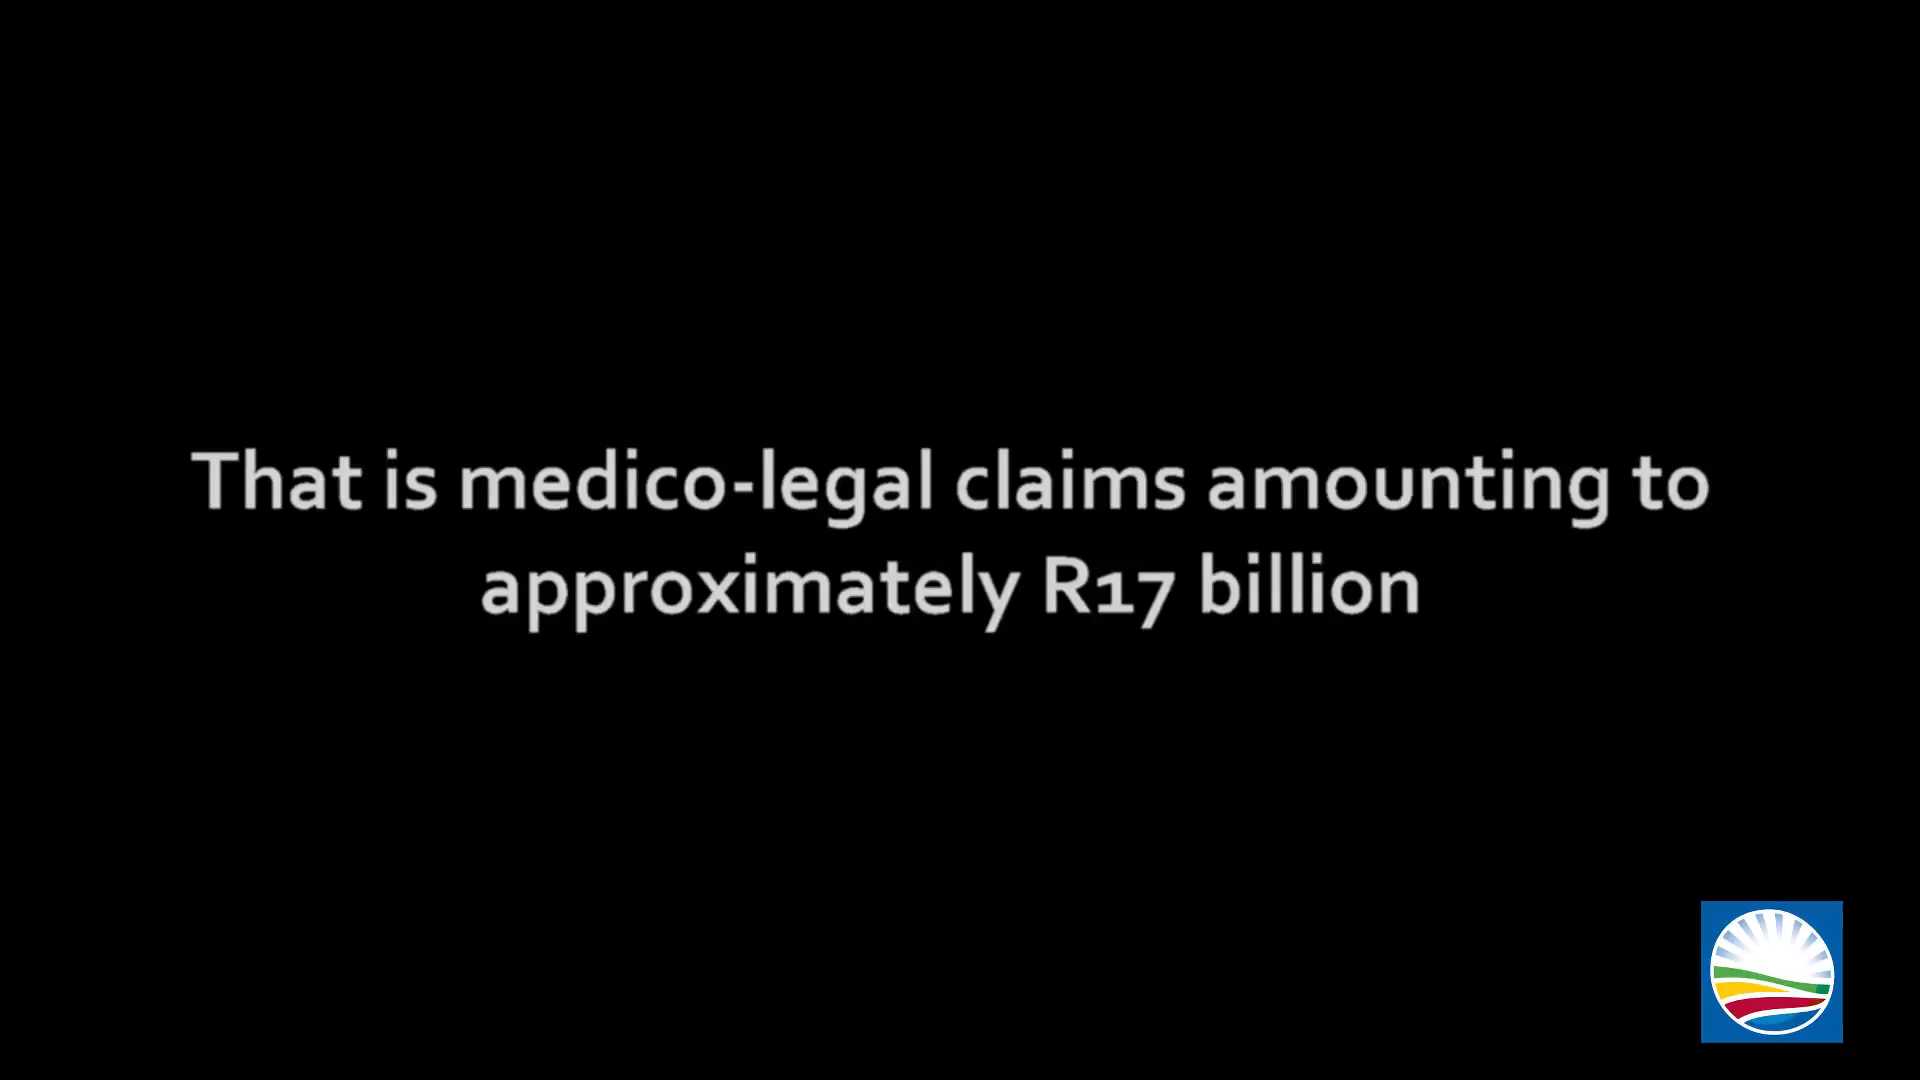 That is medico-legal claims amounting to
approximately R17 billion